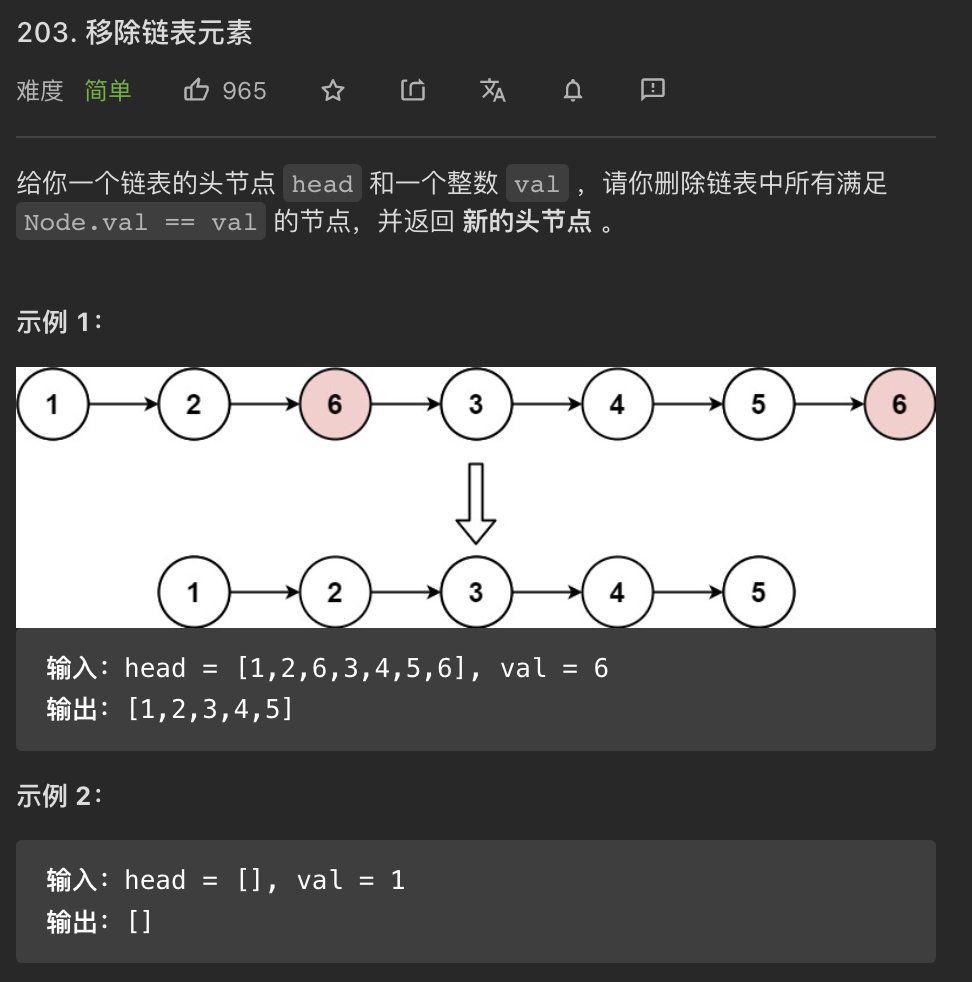 203. 移除链表元素
难度 简单 965
给你一个链表的头节点 head 和一个整数 val ，请你删除链表中所有满足
Node.val == val 的节点，并返回 新的头节点 。
示例 1：
1 2 6 3 4 5 6
1 2 3 4 5
输入：head = [1,2,6,3,4,5,6], val = 6
输出：[1,2,3,4,5]
示例 2：
输入：head = [], val = 1
输出：[]